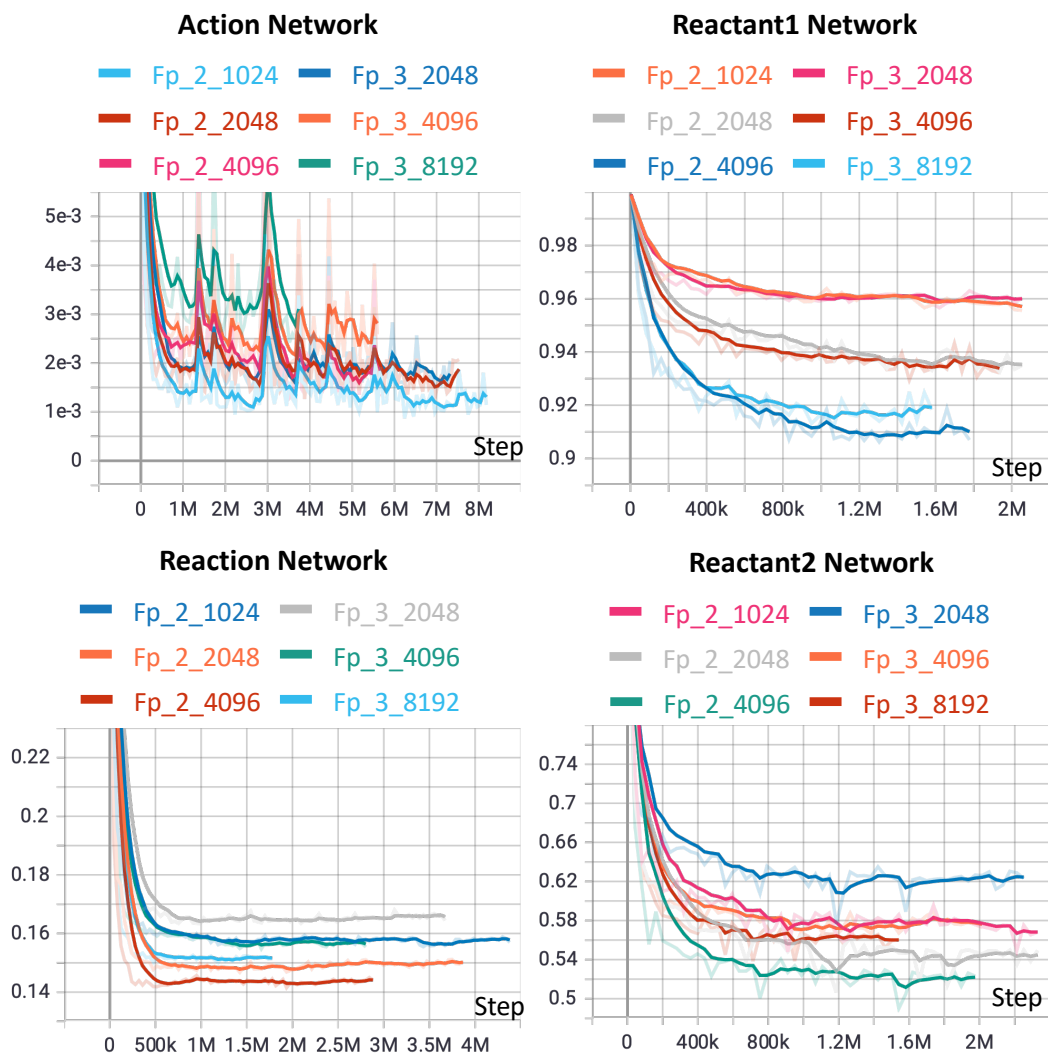 Action Network
Fp_2_1024 Fp_3_2048
Fp_2_2048 Fp_3_4096
Fp_2_4096 Fp_3_8192
5e-3
4e-3
3e-3
2e-3
1e-3
0
Step
0 1M 2M 3M 4M 5M 6M 7M 8M
Reactant1 Network
Fp_2_1024 Fp_3_2048
Fp_2_2048 Fp_3_4096
Fp_2_4096 Fp_3_8192
0.98
0.96
0.94
0.92
0.9
Step
0 400k 800k 1.2M 1.6M 2M
Reaction Network
Fp_2_1024 Fp_3_2048
Fp_2_2048 Fp_3_4096
Fp_2_4096 Fp_3_8192
0.22
0.2
0.18
0.16
0.14
Step
0 500k 1M 1.5M 2M 2.5M 3M 3.5M 4M
Reactant2 Network
Fp_2_1024 Fp_3_2048
Fp_2_2048 Fp_3_4096
Fp_2_4096 Fp_3_8192
0.74
0.7
0.66
0.62
0.58
0.54
0.5
Step
0 400k 800k 1.2M 1.6M 2M